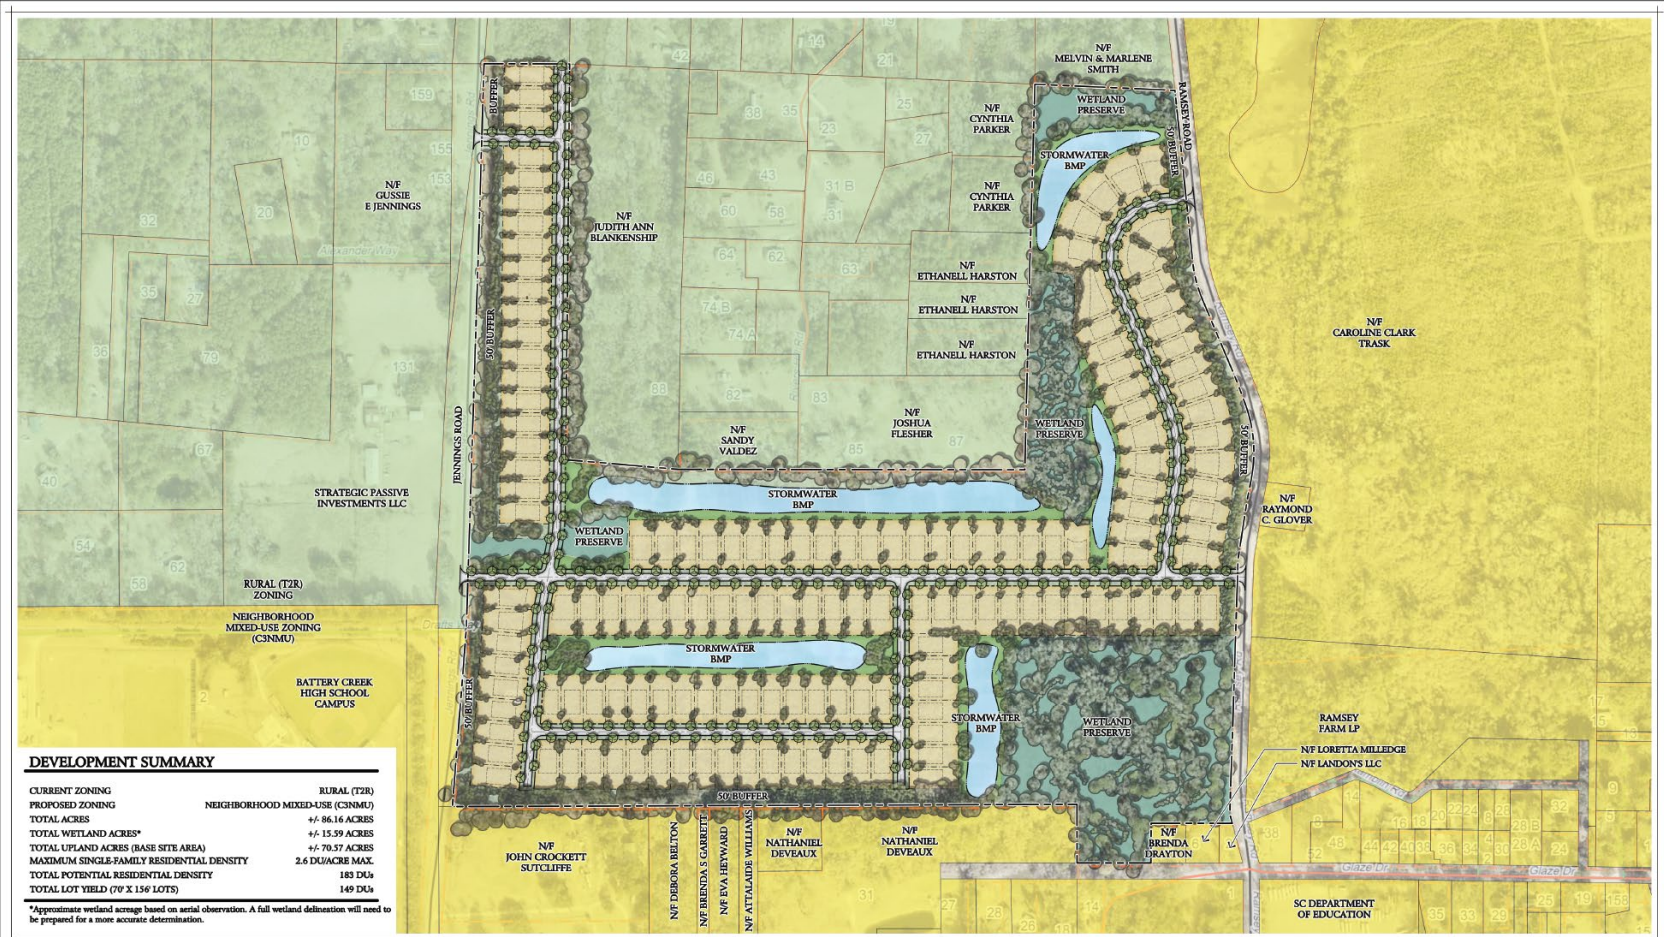 N/F
MELVIN & MARLENE
SMITH
RAMSEY ROAD
BUFFER
WETLAND
PRESERVE
N/F
CYNTHIA
PARKER
50' BUFFER
STORMWATER
BMP
N/F
GUSSIE
E JENNINGS
N/F
CYNTHIA
PARKER
N/F
JUDITH ANN
BLANKENSHIP
N/F
ETHANELL HARSTON
N/F
ETHANELL HARSTON
N/F
ETHANELL HARSTON
N/F
CAROLINE CLARK
TRASK
50' BUFFER
JENNINGS ROAD
N/F
SANDY
VALDEZ
N/F
JOSHUA
FLESHER
WETLAND
PRESERVE
50' BUFFER
STRATEGIC PASSIVE
INVESTMENTS LLC
STORMWATER
BMP
N/F
RAYMOND
C. GLOVER
WETLAND
PRESERVE
RURAL (T2R)
ZONING
NEIGHBORHOOD
MIXED-USE ZONING
(C3NMU)
STORMWATER
BMP
BATTERY CREEK
HIGH SCHOOL
CAMPUS
50' BUFFER
STORMWATER
BMP
WETLAND
PRESERVE
RAMSEY
FARM LP
N/F LORETTA MILLEDGE
N/F LANDON'S LLC
50' BUFFER
N/F
JOHN CROCKETT
SUTCLIFFE
N/F DEBORA BELTON
N/F BRENDA S GARRETT
N/F EVA HEYWARD
N/F ATTALAIDE WILLIAMS
N/F
NATHANIEL
DEVEAUX
N/F
NATHANIEL
DEVEAUX
N/F
BRENDA
DRAYTON
Glaze Dr
Glaze Dr
SC DEPARTMENT
OF EDUCATION
DEVELOPMENT SUMMARY
CURRENT ZONING RURAL (T2R)
PROPOSED ZONING NEIGHBORHOOD MIXED-USE (C3NMU)
TOTAL ACRES +/- 86.16 ACRES
TOTAL WETLAND ACRES* +/- 15.59 ACRES
TOTAL UPLAND ACRES (BASE SITE AREA) +/- 70.57 ACRES
MAXIMUM SINGLE-FAMILY RESIDENTIAL DENSITY 2.6 DU/ACRE MAX.
TOTAL POTENTIAL RESIDENTIAL DENSITY 183 DUs
TOTAL LOT YIELD (70' X 156' LOTS) 149 DUs
*Approximate wetland acreage based on aerial observation. A full wetland delineation will need to
be prepared for a more accurate determination.